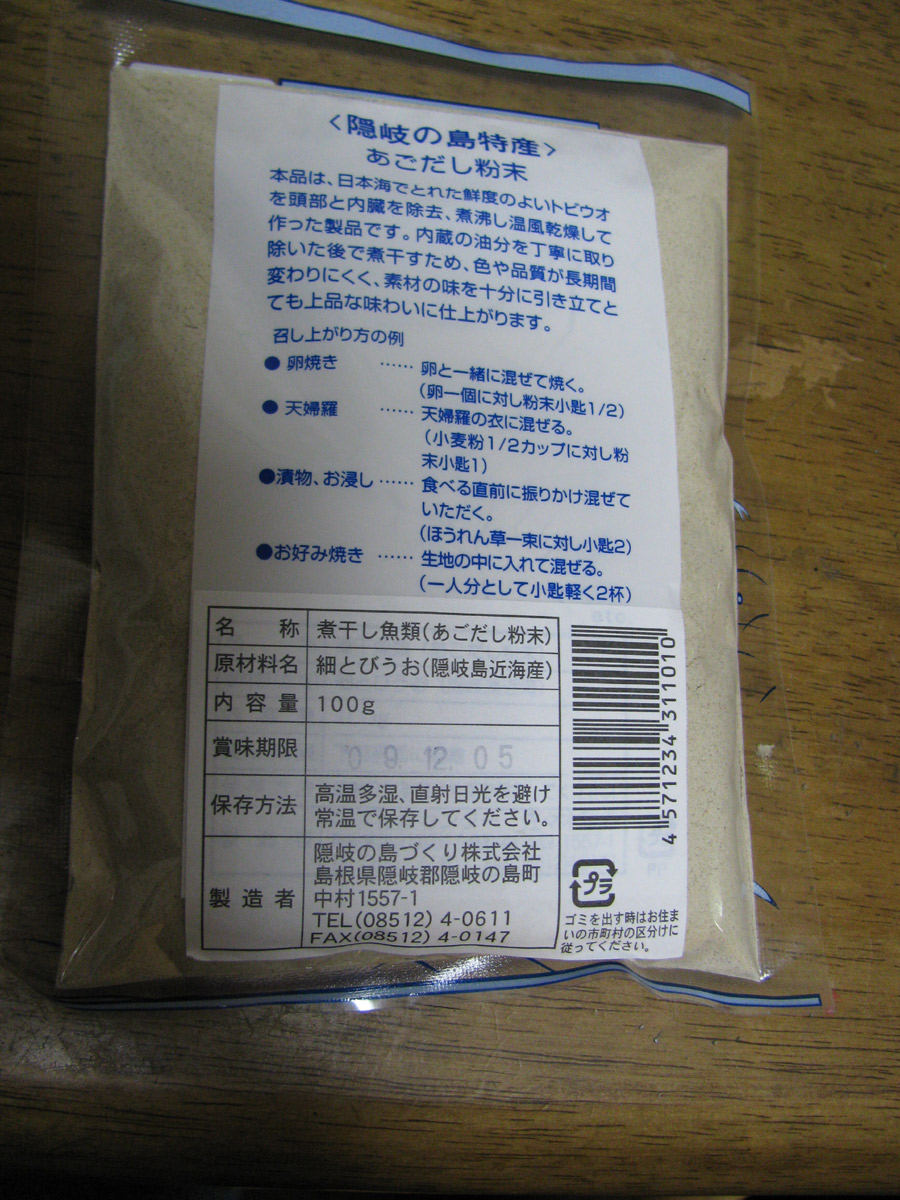 <隠岐の島特産>
あごだし粉末
本品は、日本海でとれた鮮度のよいトビウオ
を頭部と内臓を除去、煮沸し温風乾燥して
作った製品です。内蔵の油分を丁寧に取り
除いた後で煮干すため、色や品質が長期間
変わりにくく、素材の味を十分に引き立てと
ても上品な味わいに仕上がります。
召し上がり方の例
● 卵焼き …… 卵と一緒に混ぜて焼く。
(卵一個に対し粉末小匙1/2)
● 天婦羅 …… 天婦羅の衣に混ぜる。
(小麦粉1/2カップに対し粉
末小匙1)
●漬物、お浸し …… 食べる直前に振りかけ混ぜて
いただく。
(ほうれん草一束に対し小匙2)
●お好み焼き …… 生地の中に入れて混ぜる。
(一人分として小匙軽く2杯)
名称 煮干し魚類(あごだし粉末)
原材料名 細とびうお(隠岐島近海産)
内容量 100g
賞味期限 09.12.05
保存方法 高温多湿、直射日光を避け
常温で保存してください。
製造者 隠岐の島づくり株式会社
島根県隠岐郡隠岐の島町
中村1557-1
TEL(08512)4-0611
FAX(08512)4-0147
4571234311010
プラ
ゴミを出す時はお住ま
いの市町村の区分けに
従ってください。